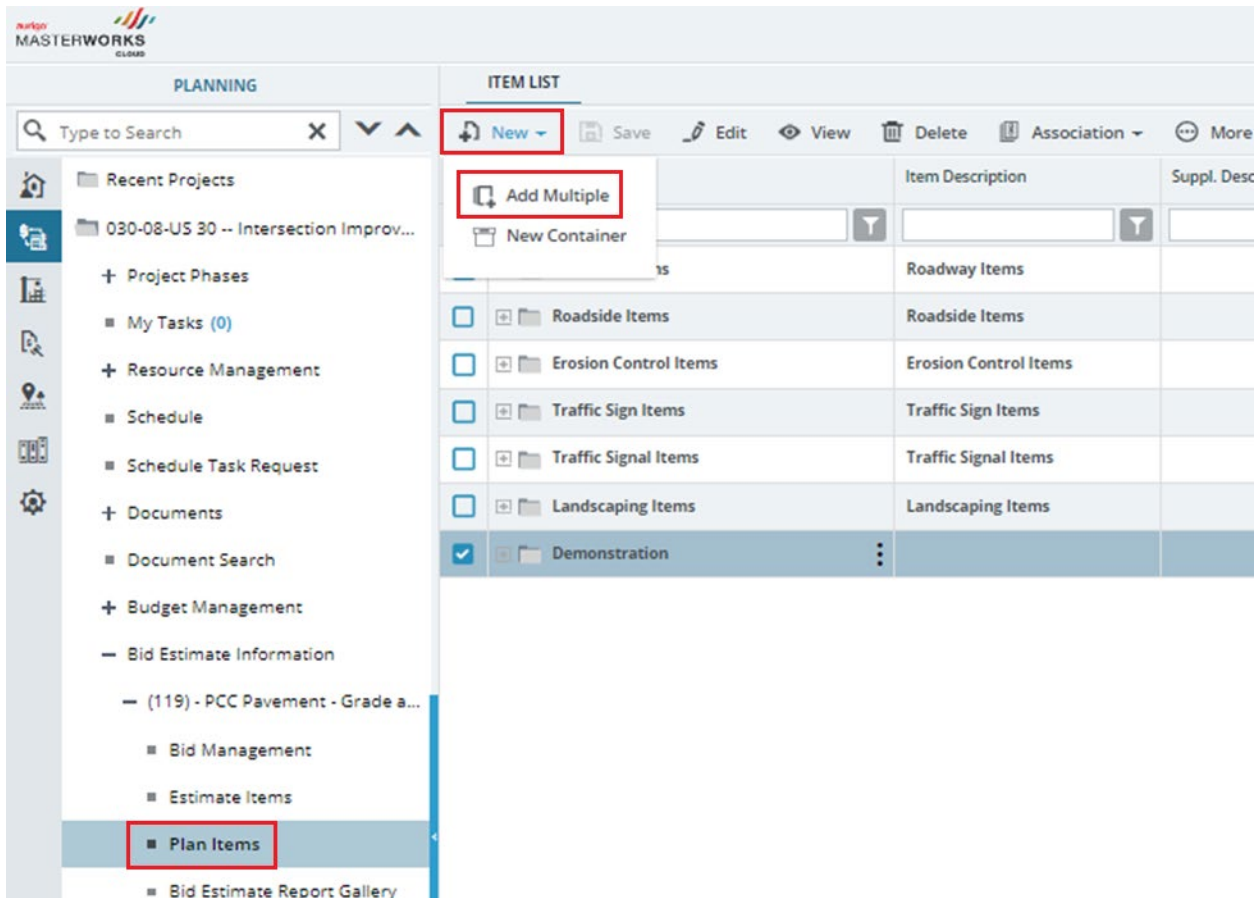 aurigo
MASTERWORKS
CLOUD
PLANNING
Type to Search
Recent Projects
030-08-US 30 -- Intersection Improv...
+ Project Phases
My Tasks (0)
+ Resource Management
Schedule
Schedule Task Request
+ Documents
Document Search
+ Budget Management
− Bid Estimate Information
− (119) - PCC Pavement - Grade a...
Bid Management
Estimate Items
Plan Items
Bid Estimate Report Gallery
ITEM LIST
New Save Edit View Delete Association More
Add Multiple
New Container
Item Description Suppl. Desc
ns Roadway Items
Roadside Items Roadside Items
Erosion Control Items Erosion Control Items
Traffic Sign Items Traffic Sign Items
Traffic Signal Items Traffic Signal Items
Landscaping Items Landscaping Items
Demonstration